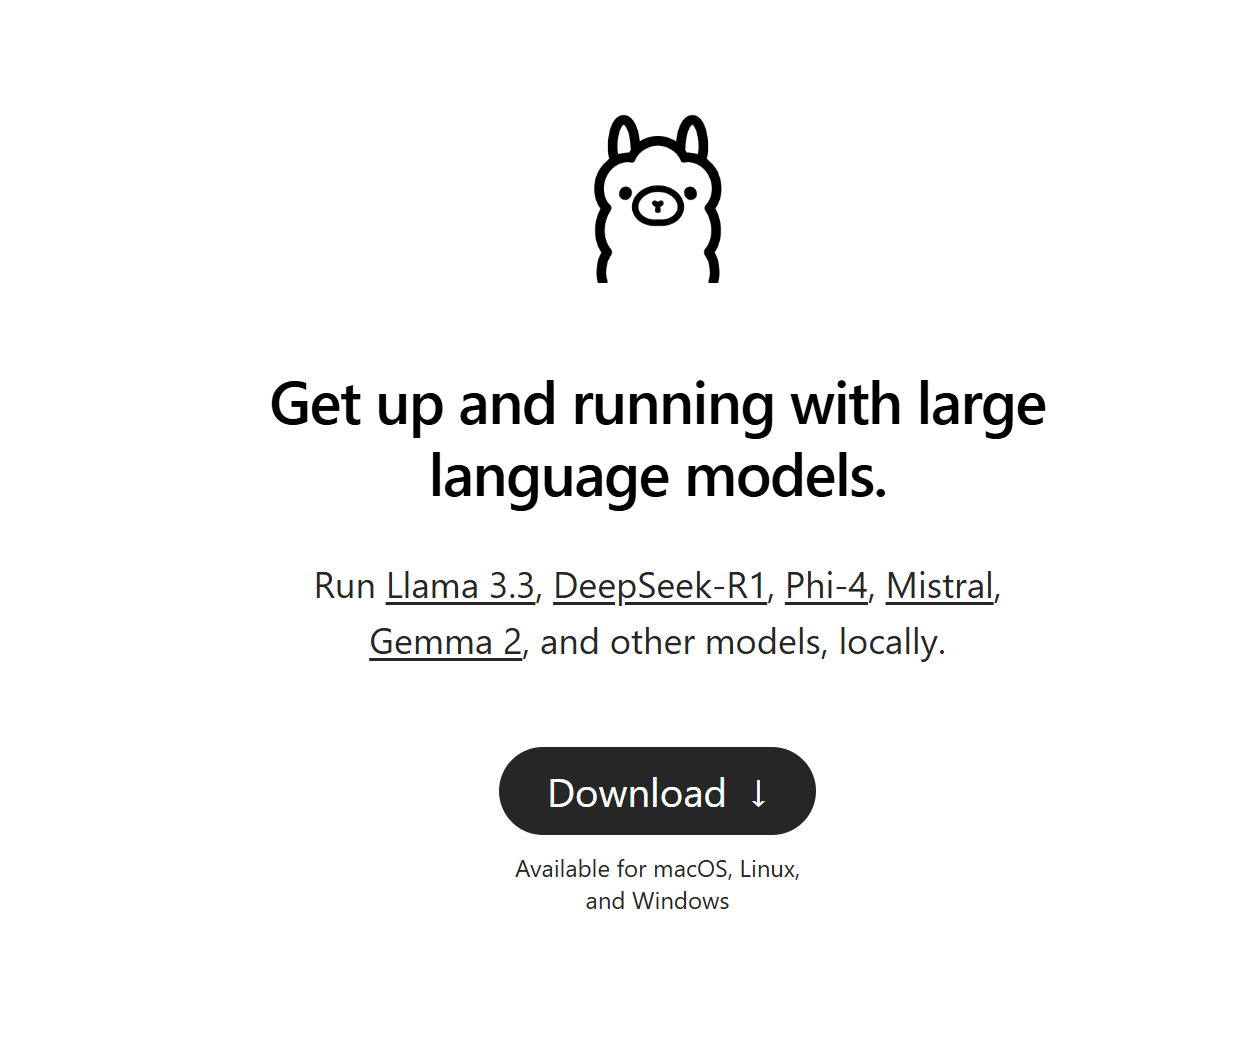 Get up and running with large
language models.
Run Llama 3.3, DeepSeek-R1, Phi-4, Mistral,
Gemma 2, and other models, locally.
Download ↓
Available for macOS, Linux,
and Windows